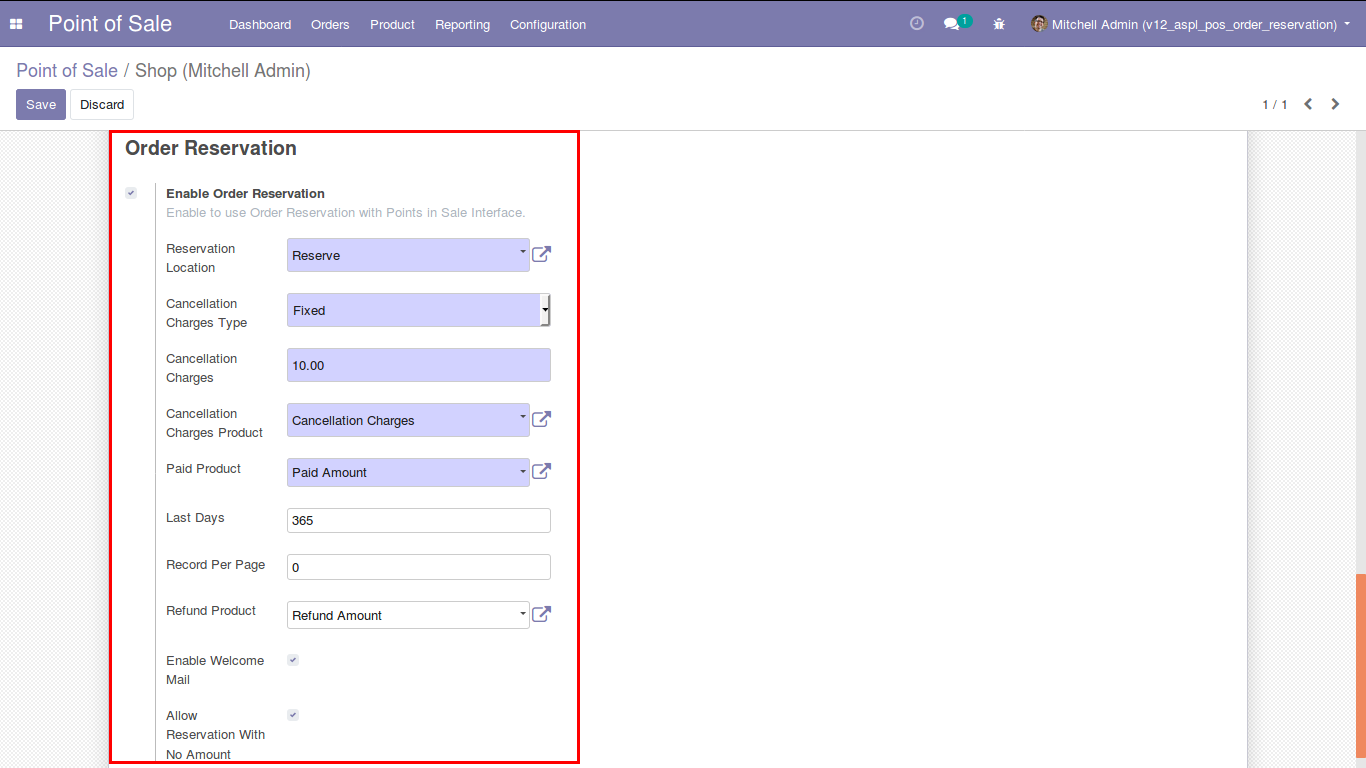 Point of Sale Dashboard Orders Product Reporting Configuration 1 Mitchell Admin (v12_aspl_pos_order_reservation)
Point of Sale / Shop (Mitchell Admin)
Save Discard 1 / 1
Order Reservation
Enable Order Reservation
Enable to use Order Reservation with Points in Sale Interface.
Reservation
Location
Reserve
Cancellation
Charges Type
Fixed
Cancellation
Charges
10.00
Cancellation
Charges Product
Cancellation Charges
Paid Product Paid Amount
Last Days 365
Record Per Page 0
Refund Product Refund Amount
Enable Welcome
Mail
Allow
Reservation With
No Amount